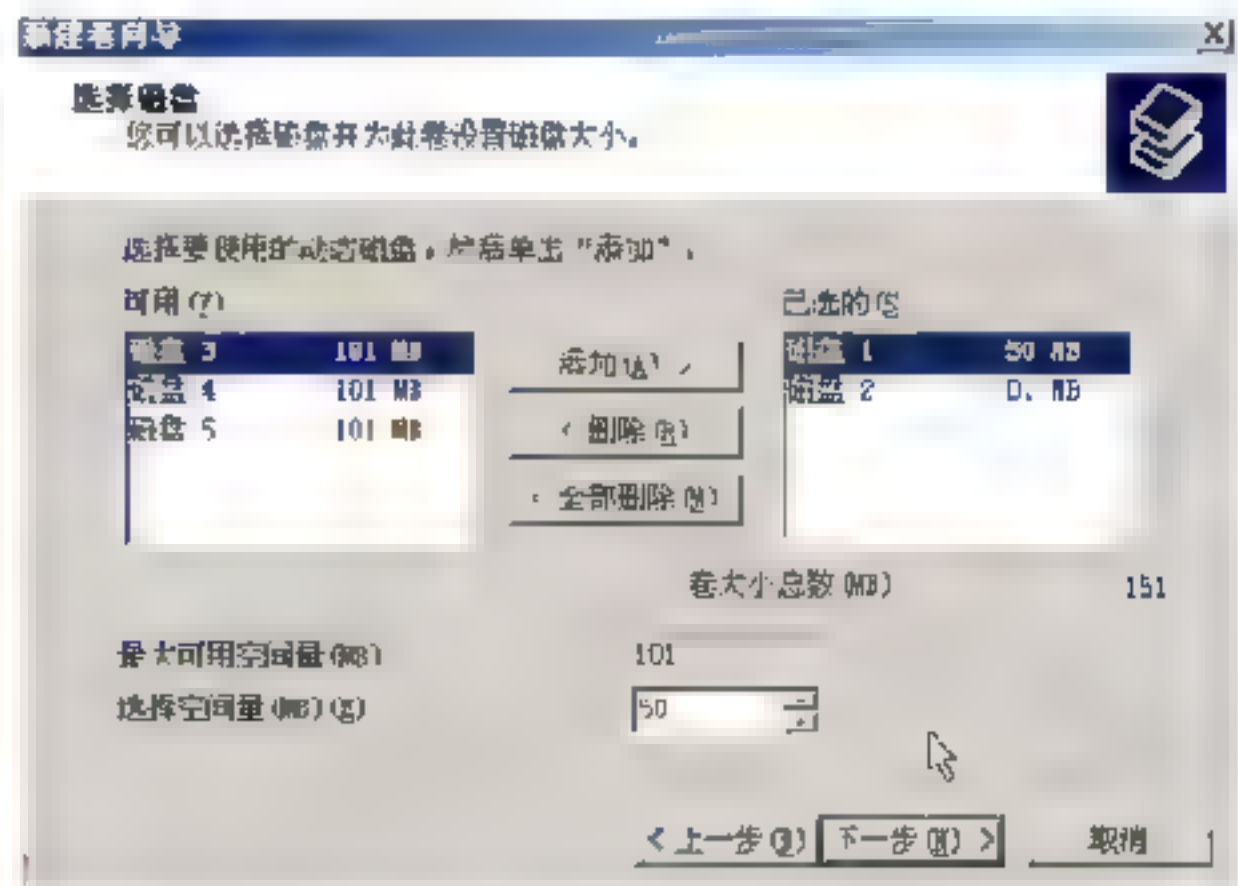 新建卷向导
选择磁盘
您可以选择磁盘并为此卷设置磁盘大小。
选择要使用的动态磁盘,然后单击“添加”。
可用(V)
已选的(S)
磁盘 3 101 MB
磁盘 4 101 MB
磁盘 5 101 MB
添加(A) >
< 删除(R)
< 全部删除(M)
磁盘 1 50 MB
磁盘 2 MB
卷大小总数(MB) 151
最大可用空间量(MB) 101
选择空间量(MB)(E) 50
< 上一步(B)
下一步(N) >
取消